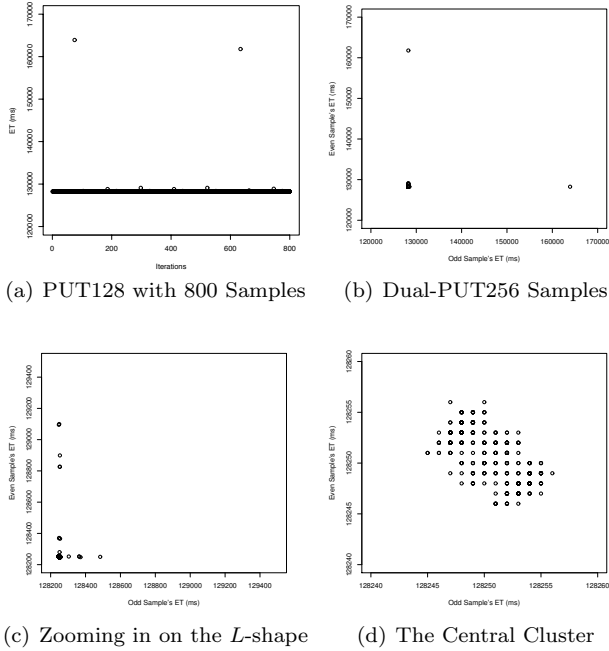 170000
160000
150000
140000
130000
120000
ET (ms)
0 200 400 600 800
Iterations
(a) PUT128 with 800 Samples
170000
160000
150000
140000
130000
120000
Even Sample's ET (ms)
120000 130000 140000 150000 160000 170000
Odd Sample's ET (ms)
(b) Dual-PUT256 Samples
129400
129200
129000
128800
128600
128400
128200
Even Sample's ET (ms)
128200 128400 128600 128800 129000 129200 129400
Odd Sample's ET (ms)
(c) Zooming in on the L-shape
128260
128255
128250
128245
128240
Even Sample's ET (ms)
128240 128245 128250 128255 128260
Odd Sample's ET (ms)
(d) The Central Cluster